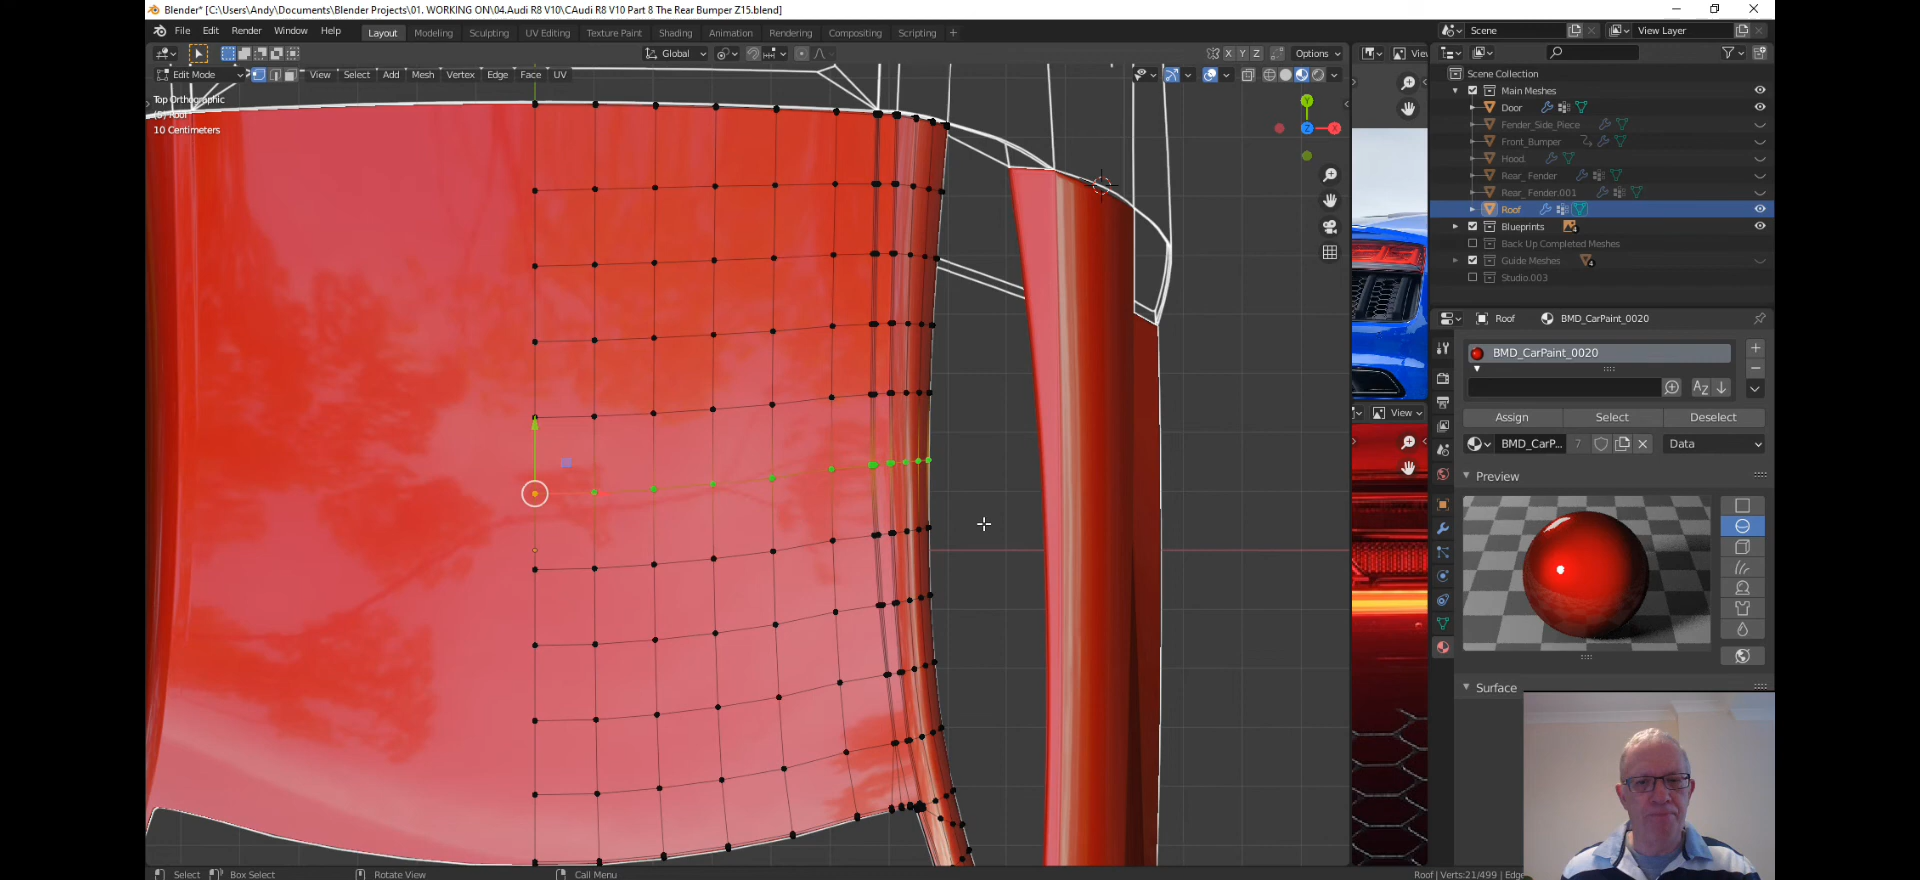 Blender* [C:\Users\Andy\Documents\Blender Projects\01. WORKING ON\04.Audi R8 V10\CAudi R8 V10 Part 8 The Rear Bumper Z15.blend]
File Edit Render Window Help Layout Modeling Sculpting UV Editing Texture Paint Shading Animation Rendering Compositing Scripting +
Scene View Layer
Global X Y Z Options
Edit Mode View Select Add Mesh Vertex Edge Face UV
Top Orthographic
10 Centimeters
Y
Z X
Scene Collection
Main Meshes
Door
Fender_Side_Piece
Front_Bumper
Hood
Rear_Fender
Rear_Fender.001
Roof
Blueprints
Back Up Completed Meshes
Guide Meshes
Studio.003
Roof BMD_CarPaint_0020
BMD_CarPaint_0020
Assign Select Deselect
View
BMD_CarP... 7 Data
Preview
Surface
Select Box Select Rotate View Call Menu
Roof | Verts:21/499 | Edge